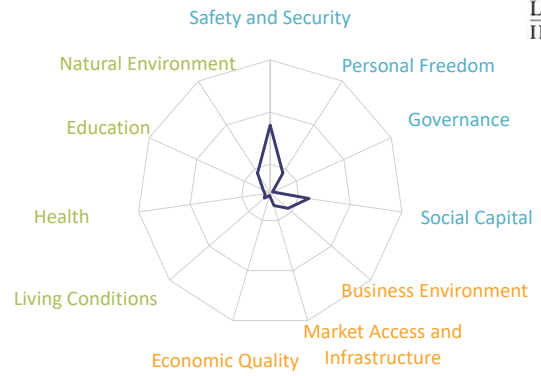 Safety and Security
Natural Environment
Personal Freedom
Education
Governance
Health
Social Capital
Living Conditions
Business Environment
Market Access and
Infrastructure
Economic Quality